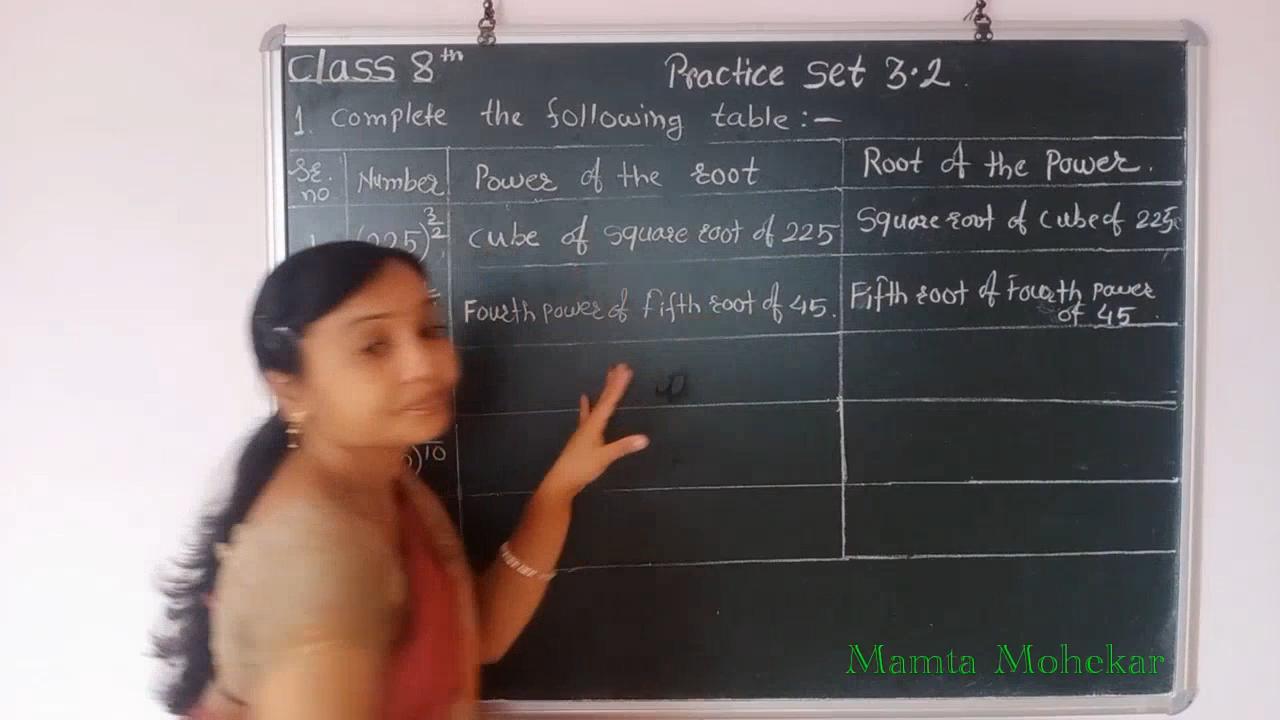 Class 8th Practice Set 3.2
1. Complete the following table :-
Sr. no Number Power of the root Root of the Power.
(225)^3/2 Cube of square root of 225 Square root of Cube of 225
Fourth power of fifth root of 45. Fifth root of Fourth power
of 45
)^10
Mamta Mohekar